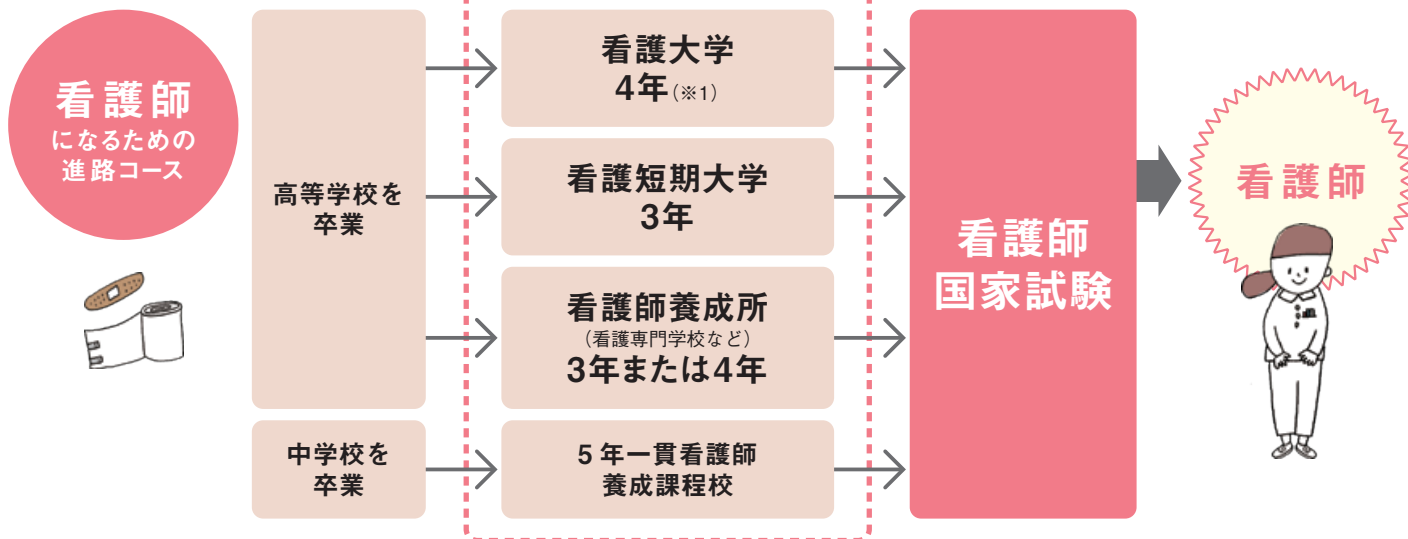 看護師
になるための
進路コース
高等学校を
卒業
看護大学
4年(※1)
看護短期大学
3年
看護師養成所
(看護専門学校など)
3年または4年
中学校を
卒業
5年一貫看護師
養成課程校
看護師
国家試験
看護師